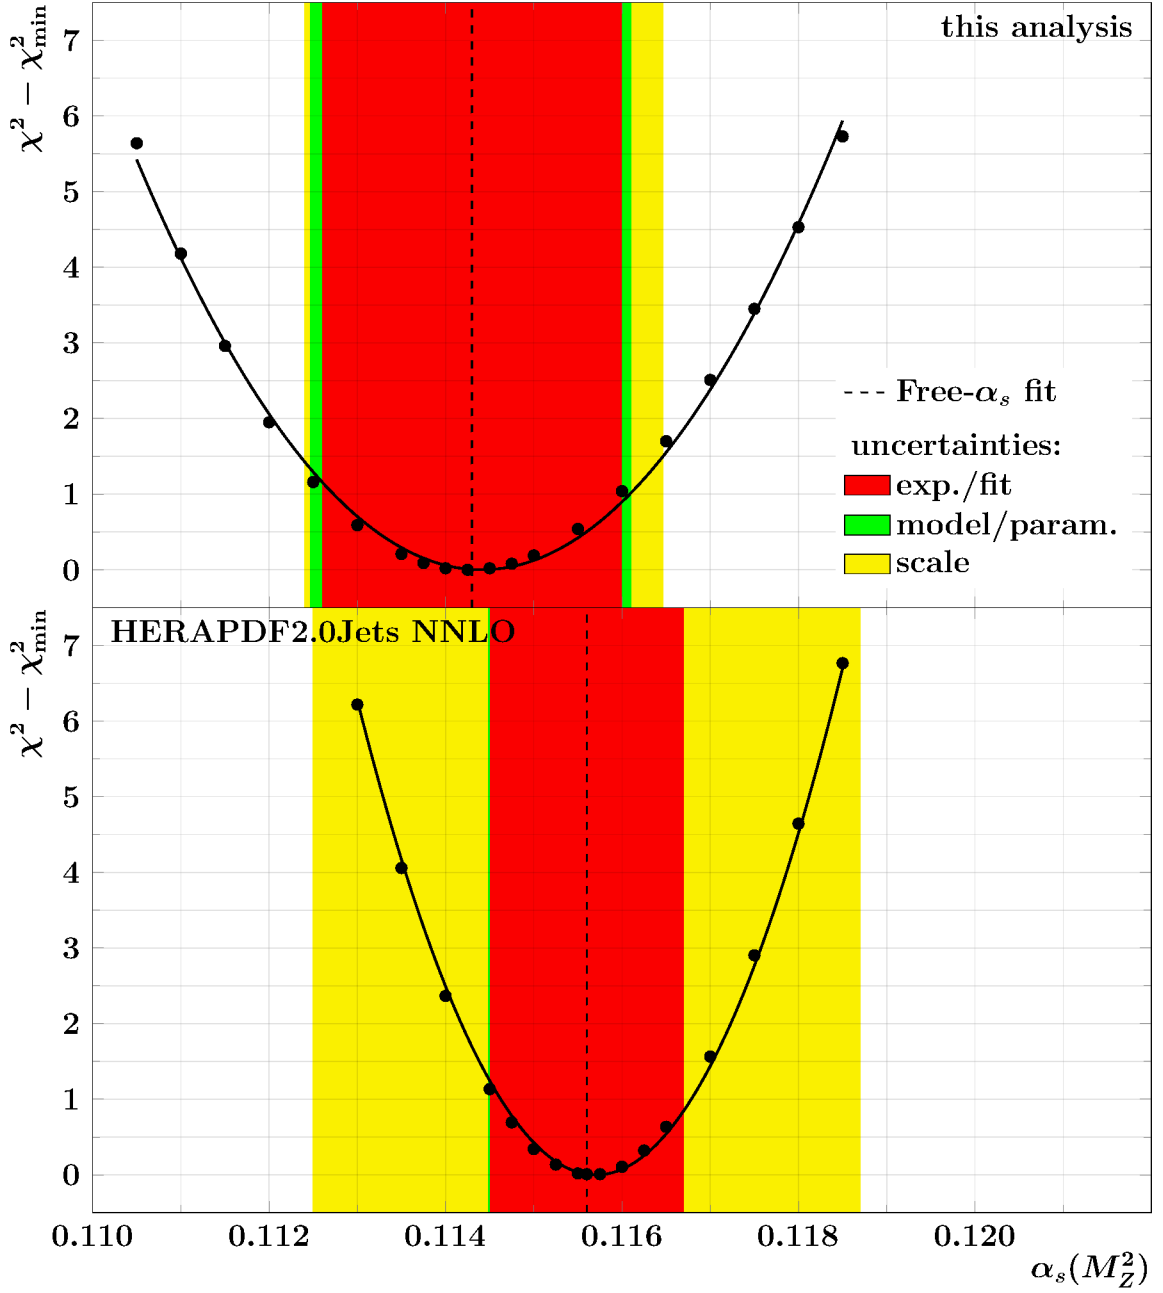 this analysis
χ² − χ²min
7
6
5
4
3
2
1
0
Free-αs fit
uncertainties:
exp./fit
model/param.
scale
HERAPDF2.0Jets NNLO
χ² − χ²min
7
6
5
4
3
2
1
0
0.110 0.112 0.114 0.116 0.118 0.120
αs(M²Z)